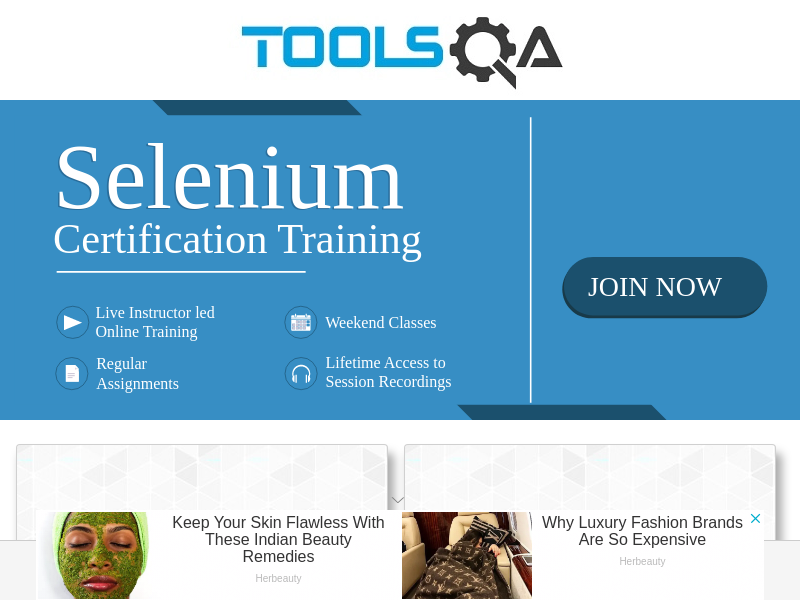 TOOLSQA
Selenium
Certification Training
Live Instructor led
Online Training
Weekend Classes
Regular
Assignments
Lifetime Access to
Session Recordings
JOIN NOW
Keep Your Skin Flawless With
These Indian Beauty
Remedies
Herbeauty
Why Luxury Fashion Brands
Are So Expensive
Herbeauty